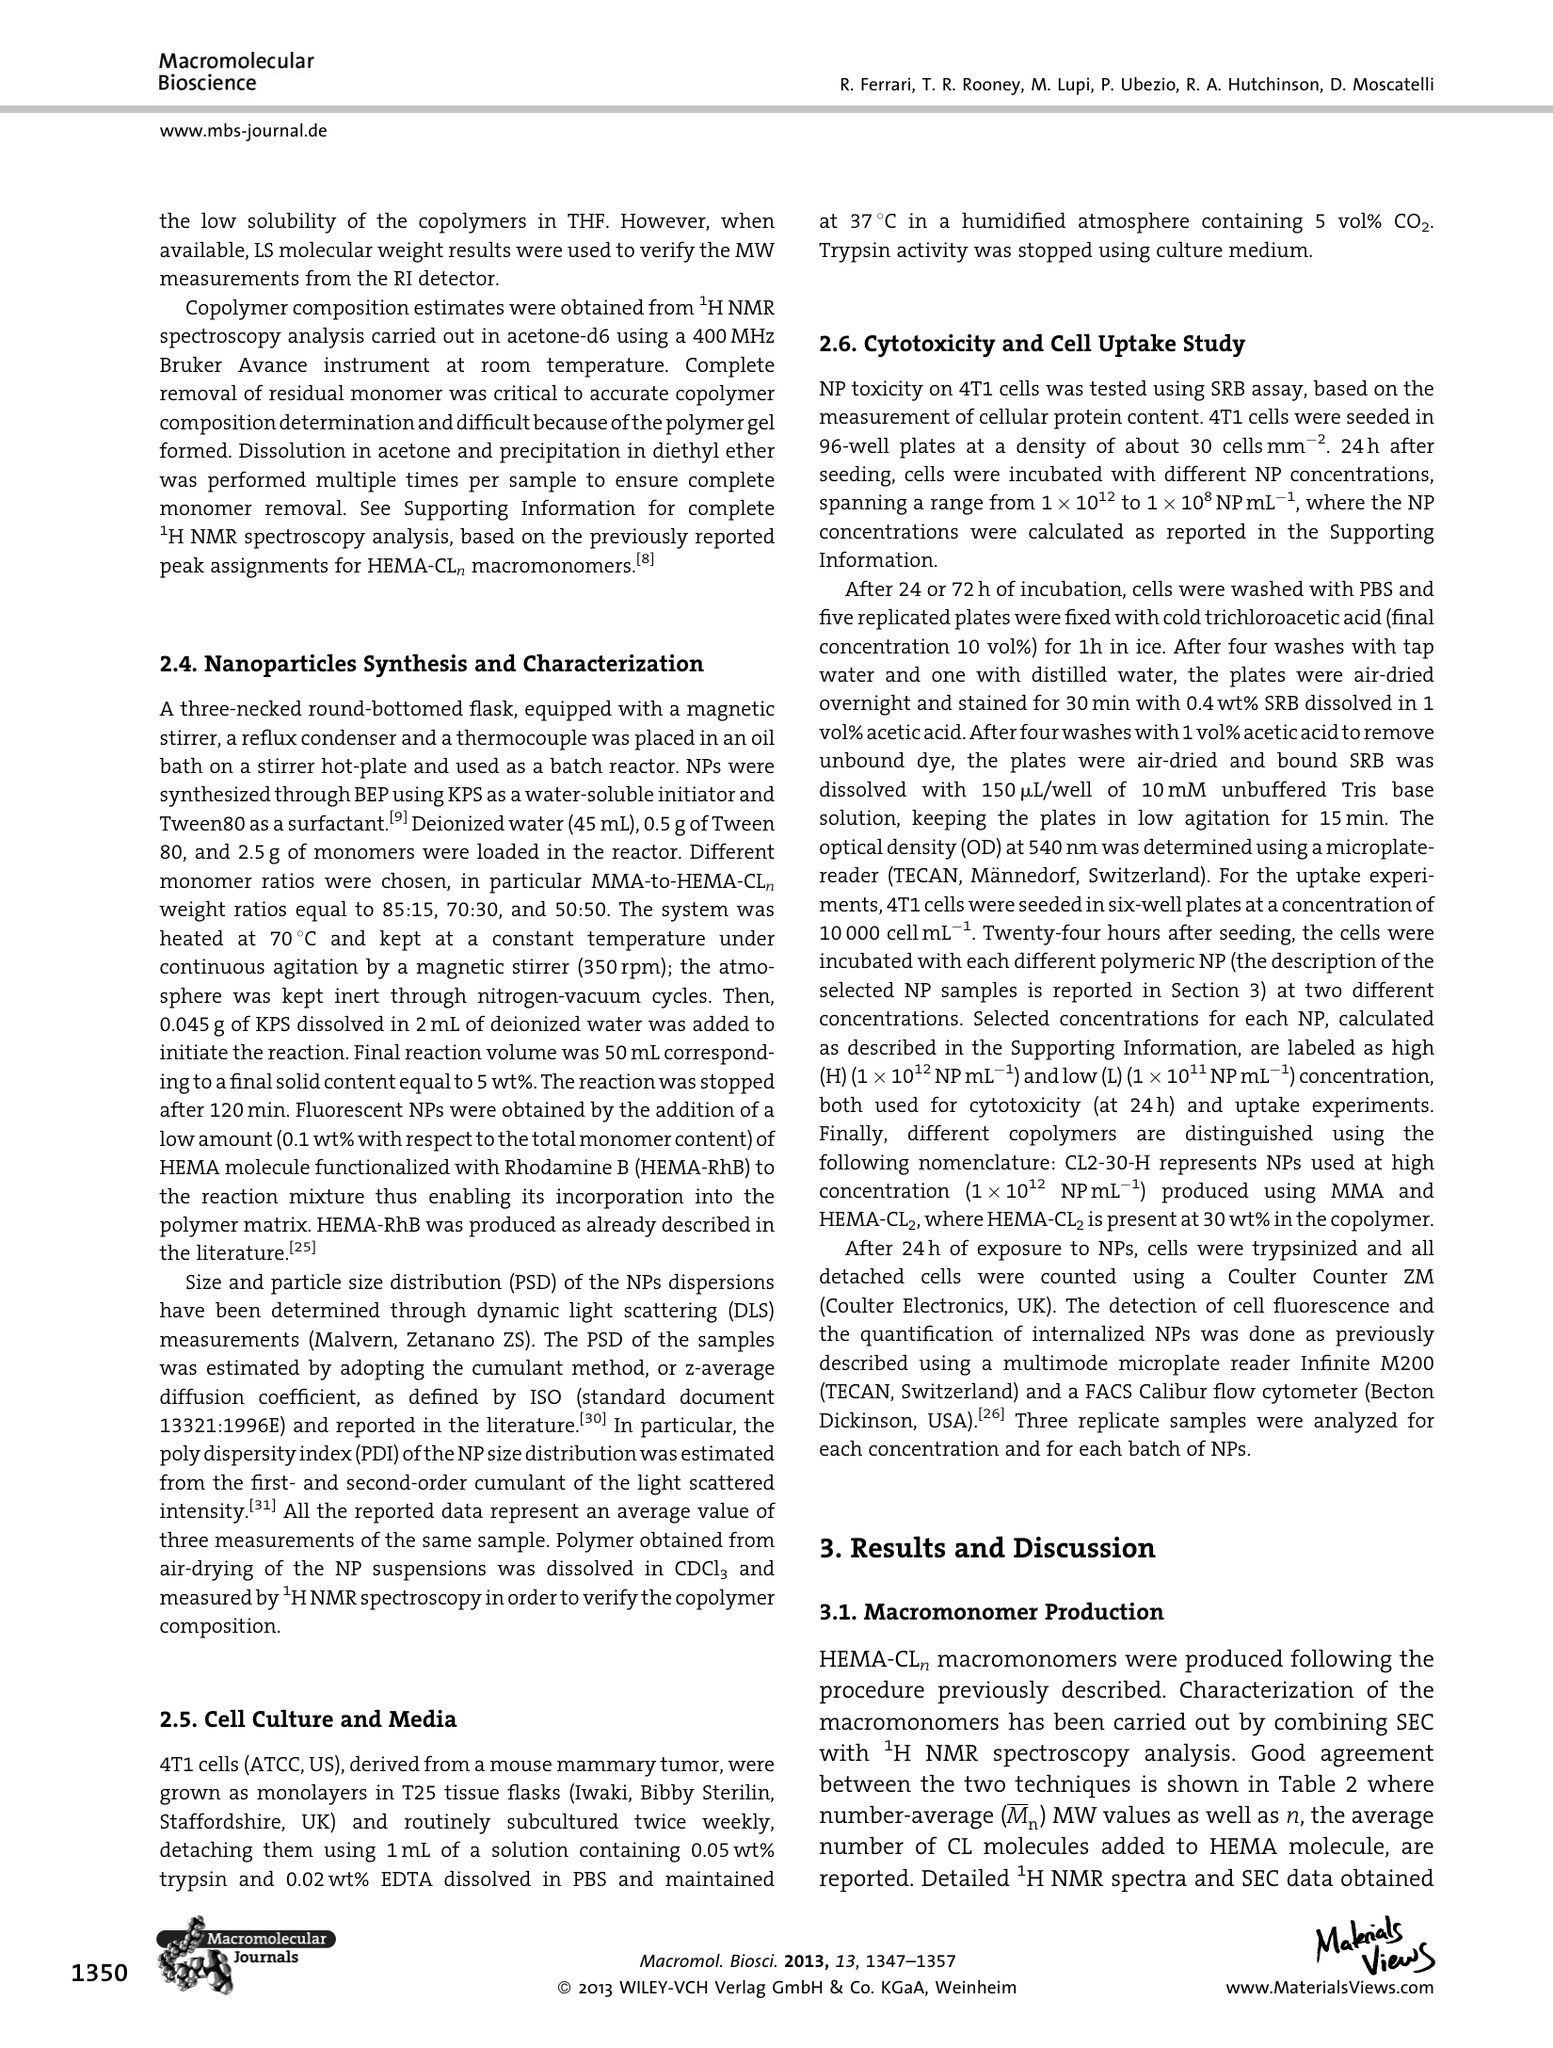 Macromolecular
Bioscience
R. Ferrari, T. R. Rooney, M. Lupi, P. Ubezio, R. A. Hutchinson, D. Moscatelli
www.mbs-journal.de
the low solubility of the copolymers in THF. However, when
available, LS molecular weight results were used to verify the MW
measurements from the RI detector.
Copolymer composition estimates were obtained from ¹H NMR
spectroscopy analysis carried out in acetone-d6 using a 400 MHz
Bruker Avance instrument at room temperature. Complete
removal of residual monomer was critical to accurate copolymer
composition determination and difficult because of the polymer gel
formed. Dissolution in acetone and precipitation in diethyl ether
was performed multiple times per sample to ensure complete
monomer removal. See Supporting Information for complete
¹H NMR spectroscopy analysis, based on the previously reported
peak assignments for HEMA-CLₙ macromonomers.[8]
2.4. Nanoparticles Synthesis and Characterization
A three-necked round-bottomed flask, equipped with a magnetic
stirrer, a reflux condenser and a thermocouple was placed in an oil
bath on a stirrer hot-plate and used as a batch reactor. NPs were
synthesized through BEP using KPS as a water-soluble initiator and
Tween80 as a surfactant.[9] Deionized water (45 mL), 0.5 g of Tween
80, and 2.5 g of monomers were loaded in the reactor. Different
monomer ratios were chosen, in particular MMA-to-HEMA-CLₙ
weight ratios equal to 85:15, 70:30, and 50:50. The system was
heated at 70 °C and kept at a constant temperature under
continuous agitation by a magnetic stirrer (350 rpm); the atmo-
sphere was kept inert through nitrogen-vacuum cycles. Then,
0.045 g of KPS dissolved in 2 mL of deionized water was added to
initiate the reaction. Final reaction volume was 50 mL correspond-
ing to a final solid content equal to 5 wt%. The reaction was stopped
after 120 min. Fluorescent NPs were obtained by the addition of a
low amount (0.1 wt% with respect to the total monomer content) of
HEMA molecule functionalized with Rhodamine B (HEMA-RhB) to
the reaction mixture thus enabling its incorporation into the
polymer matrix. HEMA-RhB was produced as already described in
the literature.[25]
Size and particle size distribution (PSD) of the NPs dispersions
have been determined through dynamic light scattering (DLS)
measurements (Malvern, Zetanano ZS). The PSD of the samples
was estimated by adopting the cumulant method, or z-average
diffusion coefficient, as defined by ISO (standard document
13321:1996E) and reported in the literature.[30] In particular, the
poly dispersity index (PDI) of the NP size distribution was estimated
from the first- and second-order cumulant of the light scattered
intensity.[31] All the reported data represent an average value of
three measurements of the same sample. Polymer obtained from
air-drying of the NP suspensions was dissolved in CDCl₃ and
measured by ¹H NMR spectroscopy in order to verify the copolymer
composition.
2.5. Cell Culture and Media
4T1 cells (ATCC, US), derived from a mouse mammary tumor, were
grown as monolayers in T25 tissue flasks (Iwaki, Bibby Sterilin,
Staffordshire, UK) and routinely subcultured twice weekly,
detaching them using 1 mL of a solution containing 0.05 wt%
trypsin and 0.02 wt% EDTA dissolved in PBS and maintained
at 37 °C in a humidified atmosphere containing 5 vol% CO₂.
Trypsin activity was stopped using culture medium.
2.6. Cytotoxicity and Cell Uptake Study
NP toxicity on 4T1 cells was tested using SRB assay, based on the
measurement of cellular protein content. 4T1 cells were seeded in
96-well plates at a density of about 30 cells mm⁻². 24 h after
seeding, cells were incubated with different NP concentrations,
spanning a range from 1 × 10¹² to 1 × 10⁸ NP mL⁻¹, where the NP
concentrations were calculated as reported in the Supporting
Information.
After 24 or 72 h of incubation, cells were washed with PBS and
five replicated plates were fixed with cold trichloroacetic acid (final
concentration 10 vol%) for 1h in ice. After four washes with tap
water and one with distilled water, the plates were air-dried
overnight and stained for 30 min with 0.4 wt% SRB dissolved in 1
vol% acetic acid. After four washes with 1 vol% acetic acid to remove
unbound dye, the plates were air-dried and bound SRB was
dissolved with 150 µL/well of 10 mM unbuffered Tris base
solution, keeping the plates in low agitation for 15 min. The
optical density (OD) at 540 nm was determined using a microplate-
reader (TECAN, Männedorf, Switzerland). For the uptake experi-
ments, 4T1 cells were seeded in six-well plates at a concentration of
10 000 cell mL⁻¹. Twenty-four hours after seeding, the cells were
incubated with each different polymeric NP (the description of the
selected NP samples is reported in Section 3) at two different
concentrations. Selected concentrations for each NP, calculated
as described in the Supporting Information, are labeled as high
(H) (1 × 10¹² NP mL⁻¹) and low (L) (1 × 10¹¹ NP mL⁻¹) concentration,
both used for cytotoxicity (at 24 h) and uptake experiments.
Finally, different copolymers are distinguished using the
following nomenclature: CL2-30-H represents NPs used at high
concentration (1 × 10¹² NP mL⁻¹) produced using MMA and
HEMA-CL₂, where HEMA-CL₂ is present at 30 wt% in the copolymer.
After 24 h of exposure to NPs, cells were trypsinized and all
detached cells were counted using a Coulter Counter ZM
(Coulter Electronics, UK). The detection of cell fluorescence and
the quantification of internalized NPs was done as previously
described using a multimode microplate reader Infinite M200
(TECAN, Switzerland) and a FACS Calibur flow cytometer (Becton
Dickinson, USA).[26] Three replicate samples were analyzed for
each concentration and for each batch of NPs.
3. Results and Discussion
3.1. Macromonomer Production
HEMA-CLₙ macromonomers were produced following the
procedure previously described. Characterization of the
macromonomers has been carried out by combining SEC
with ¹H NMR spectroscopy analysis. Good agreement
between the two techniques is shown in Table 2 where
number-average (M̅ₙ) MW values as well as n, the average
number of CL molecules added to HEMA molecule, are
reported. Detailed ¹H NMR spectra and SEC data obtained
1350
Macromolecular
Journals
Macromol. Biosci. 2013, 13, 1347–1357
© 2013 WILEY-VCH Verlag GmbH & Co. KGaA, Weinheim
Materials
Views
www.MaterialsViews.com